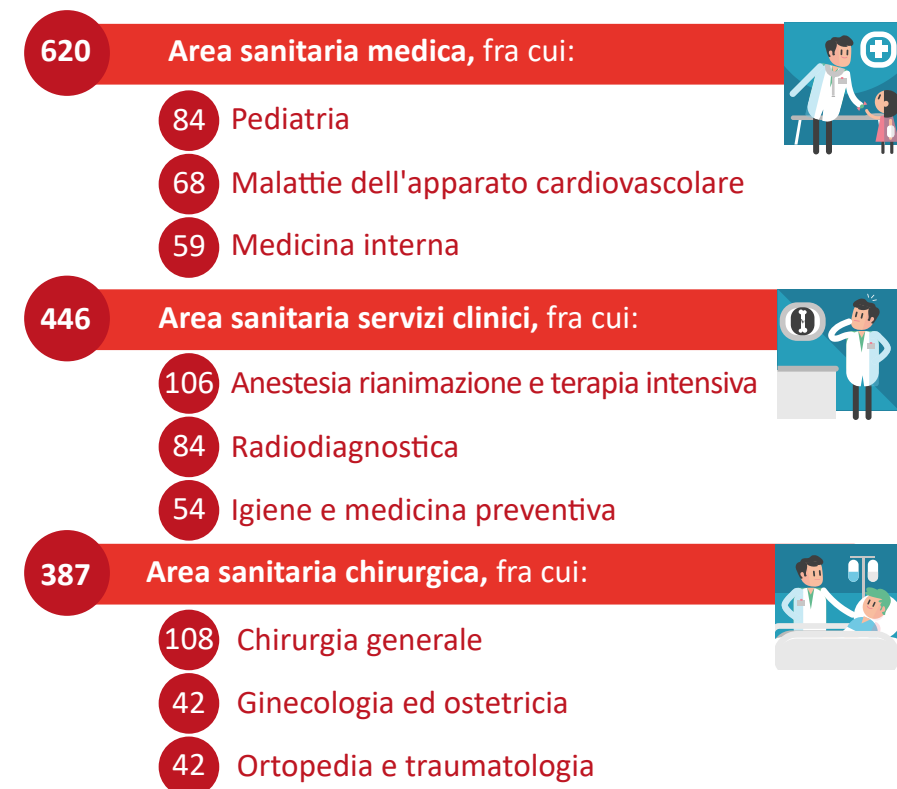 620 Area sanitaria medica, fra cui:
84 Pediatria
68 Malattie dell'apparato cardiovascolare
59 Medicina interna
446 Area sanitaria servizi clinici, fra cui:
106 Anestesia rianimazione e terapia intensiva
84 Radiodiagnostica
54 Igiene e medicina preventiva
387 Area sanitaria chirurgica, fra cui:
108 Chirurgia generale
42 Ginecologia ed ostetricia
42 Ortopedia e traumatologia